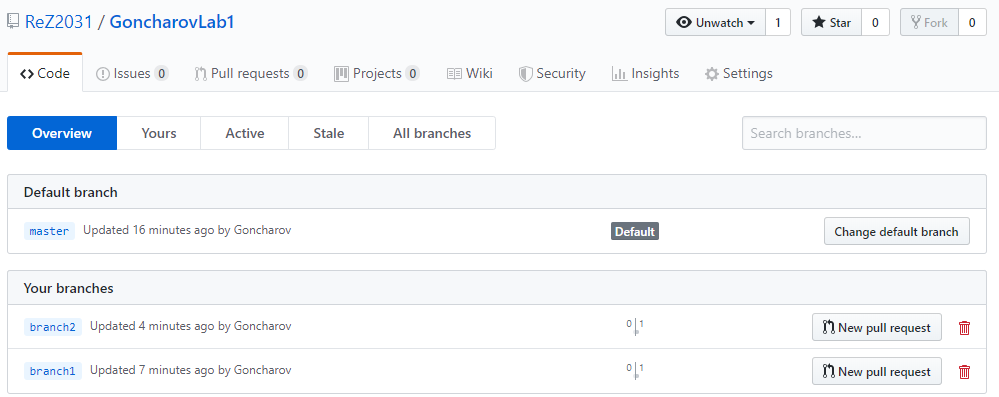 ReZ2031 / GoncharovLab1 Unwatch 1 Star 0 Fork 0
Code Issues 0 Pull requests 0 Projects 0 Wiki Security Insights Settings
Overview Yours Active Stale All branches Search branches...
Default branch
master Updated 16 minutes ago by Goncharov Default Change default branch
Your branches
branch2 Updated 4 minutes ago by Goncharov 0 1 New pull request
branch1 Updated 7 minutes ago by Goncharov 0 1 New pull request